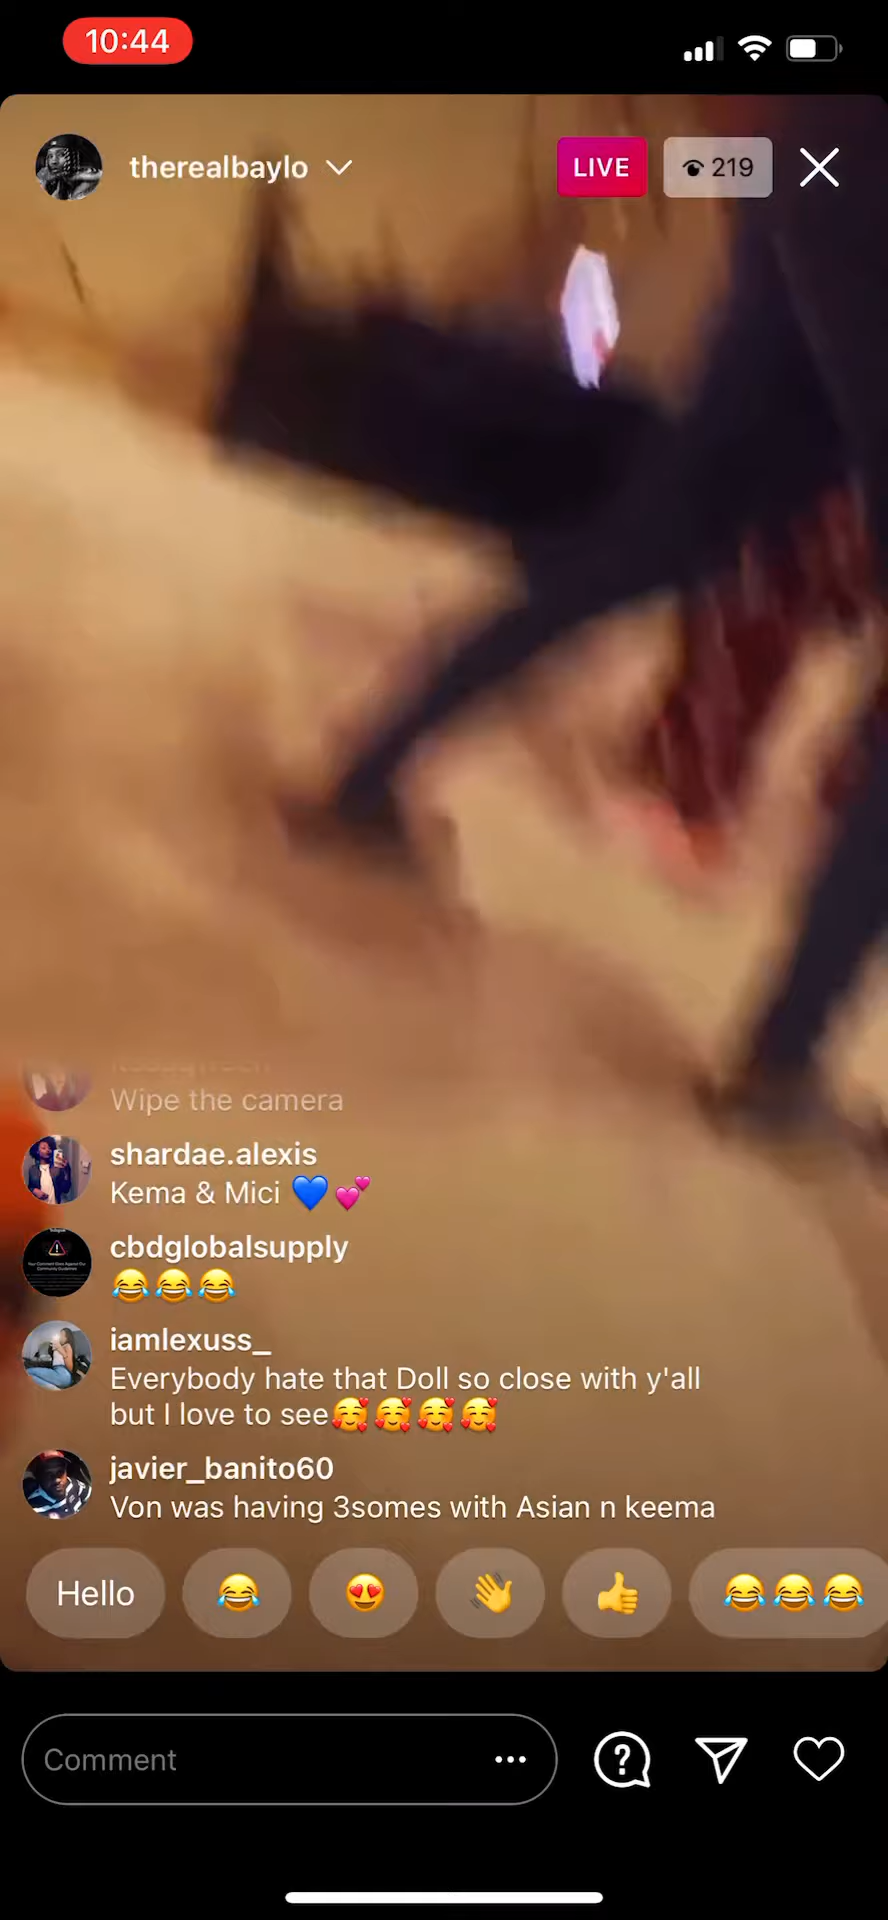 10:44
therealbaylo
LIVE
219
Wipe the camera
shardae.alexis
Kema & Mici 💙 💕
cbdglobalsupply
😂😂😂
iamlexuss_
Everybody hate that Doll so close with y'all
but I love to see🥰🥰🥰🥰
javier_banito60
Von was having 3somes with Asian n keema
Hello 😂 😍 👋 👍 😂😂😂
Comment